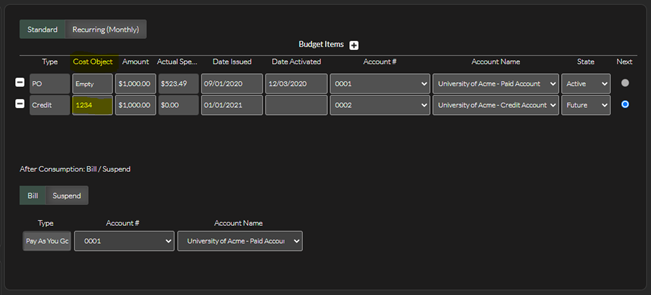 Standard Recurring (Monthly)
Budget Items +
Type Cost Object Amount Actual Spe... Date Issued Date Activated Account # Account Name State Next
PO Empty $1,000.00 $523.49 09/01/2020 12/03/2020 0001 University of Acme - Paid Account Active
Credit 1234 $1,000.00 $0.00 01/01/2021 0002 University of Acme - Credit Account Future
After Consumption: Bill / Suspend
Bill Suspend
Type Account # Account Name
Pay As You Go 0001 University of Acme - Paid Accou